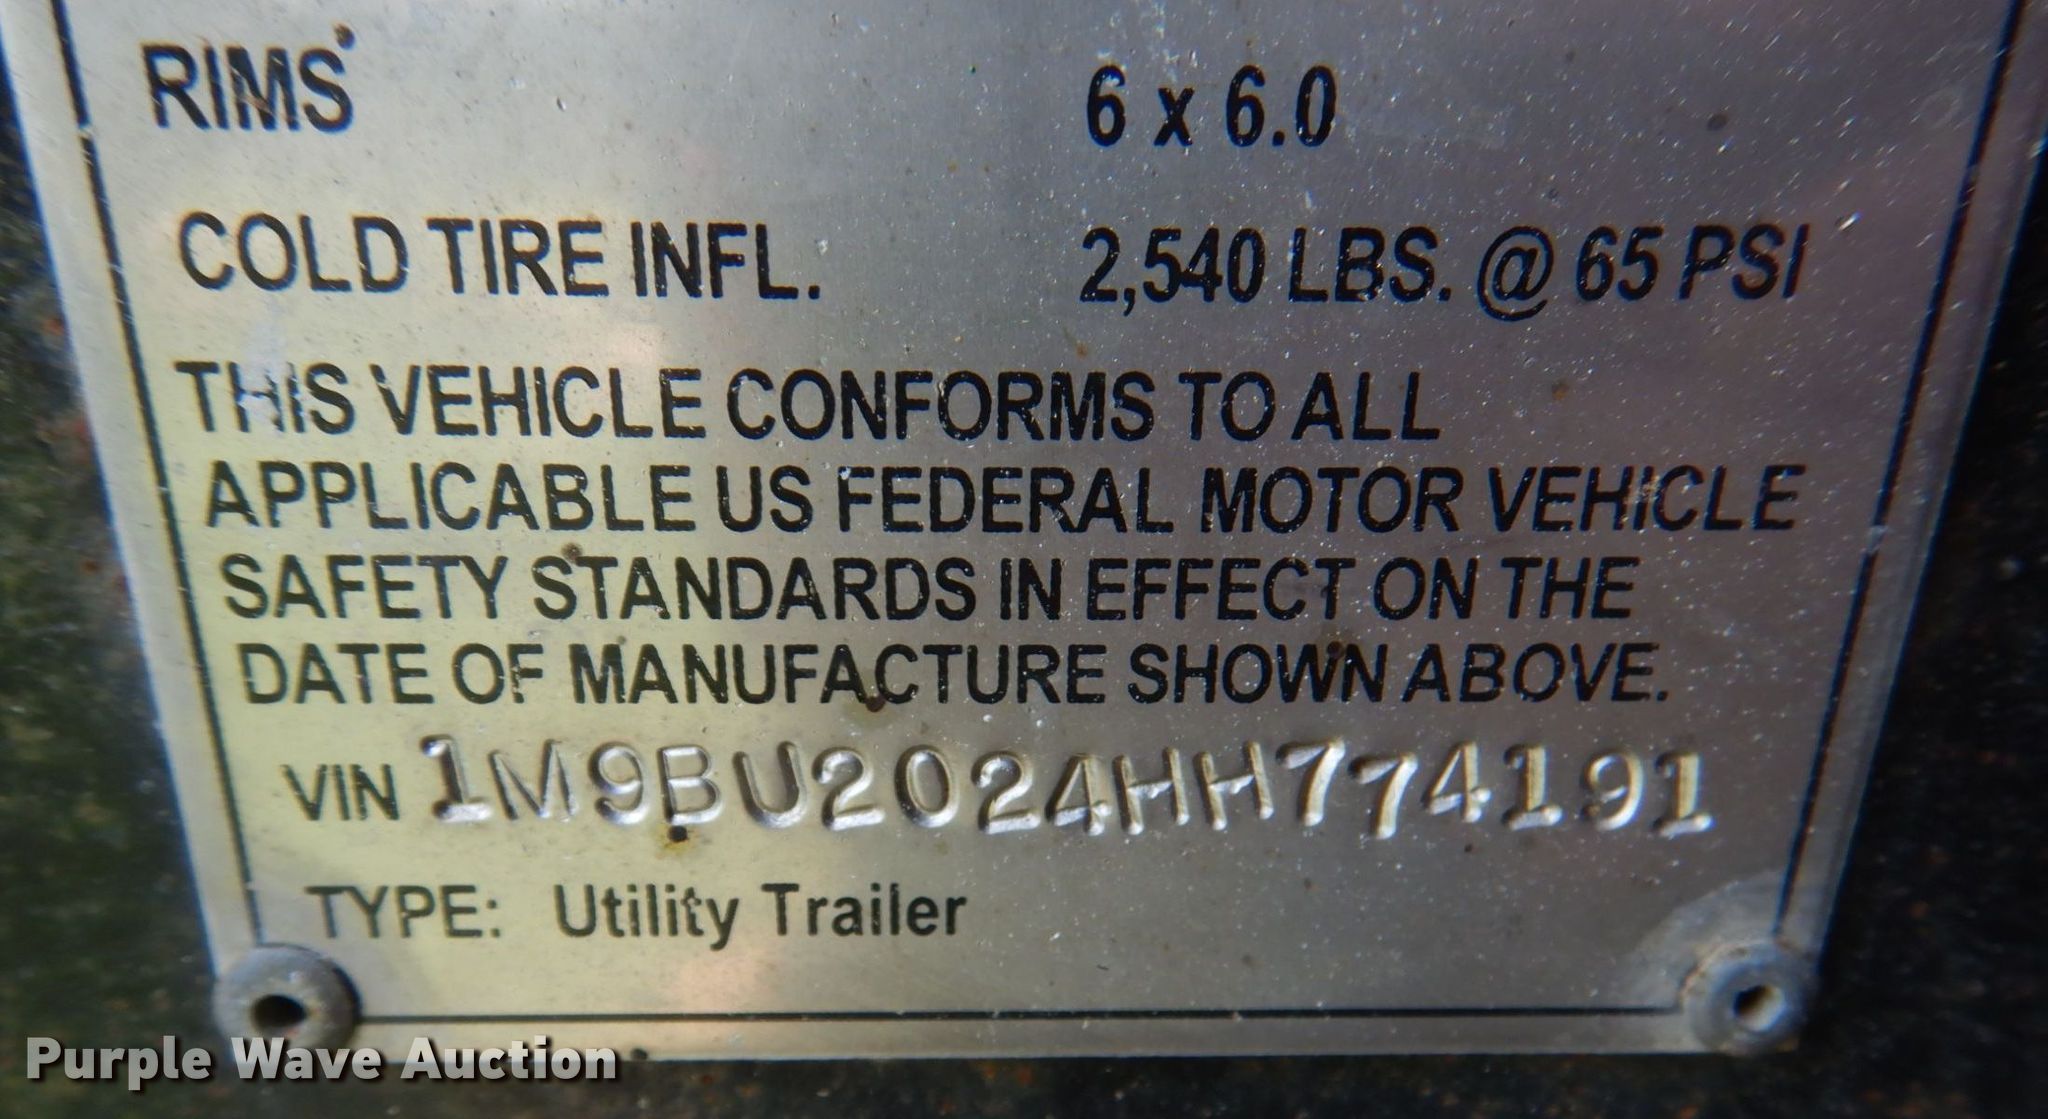 RIMS 6 x 6.0
COLD TIRE INFL. 2,540 LBS. @ 65 PSI
THIS VEHICLE CONFORMS TO ALL
APPLICABLE US FEDERAL MOTOR VEHICLE
SAFETY STANDARDS IN EFFECT ON THE
DATE OF MANUFACTURE SHOWN ABOVE.
VIN 1M9BU2024HH774191
TYPE: Utility Trailer
Purple Wave Auction